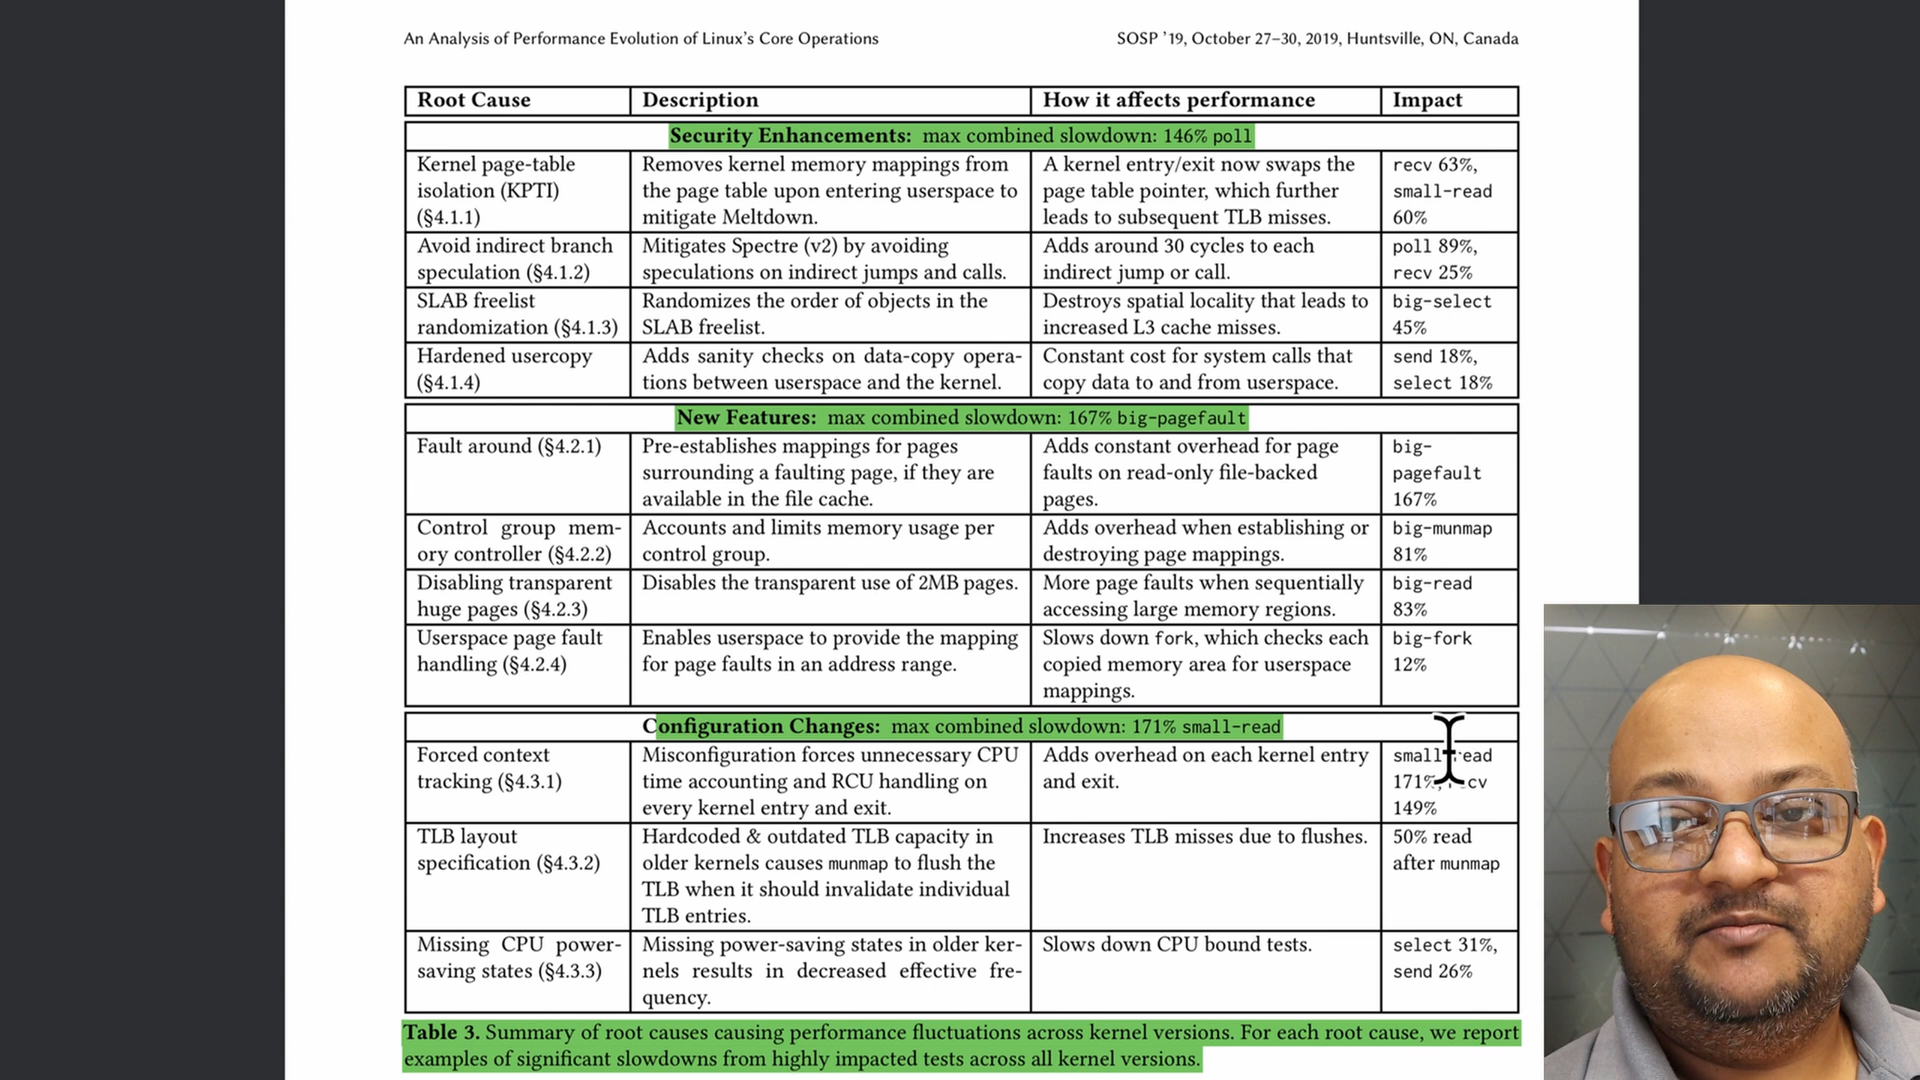 An Analysis of Performance Evolution of Linux's Core Operations
SOSP '19, October 27–30, 2019, Huntsville, ON, Canada
Root Cause Description How it affects performance Impact
Security Enhancements: max combined slowdown: 146% poll
Kernel page-table
isolation (KPTI)
(§4.1.1)
Removes kernel memory mappings from
the page table upon entering userspace to
mitigate Meltdown.
A kernel entry/exit now swaps the
page table pointer, which further
leads to subsequent TLB misses.
recv 63%,
small-read
60%
Avoid indirect branch
speculation (§4.1.2)
Mitigates Spectre (v2) by avoiding
speculations on indirect jumps and calls.
Adds around 30 cycles to each
indirect jump or call.
poll 89%,
recv 25%
SLAB freelist
randomization (§4.1.3)
Randomizes the order of objects in the
SLAB freelist.
Destroys spatial locality that leads to
increased L3 cache misses.
big-select
45%
Hardened usercopy
(§4.1.4)
Adds sanity checks on data-copy opera-
tions between userspace and the kernel.
Constant cost for system calls that
copy data to and from userspace.
send 18%,
select 18%
New Features: max combined slowdown: 167% big-pagefault
Fault around (§4.2.1)
Pre-establishes mappings for pages
surrounding a faulting page, if they are
available in the file cache.
Adds constant overhead for page
faults on read-only file-backed
pages.
big-
pagefault
167%
Control group mem-
ory controller (§4.2.2)
Accounts and limits memory usage per
control group.
Adds overhead when establishing or
destroying page mappings.
big-munmap
81%
Disabling transparent
huge pages (§4.2.3)
Disables the transparent use of 2MB pages.
More page faults when sequentially
accessing large memory regions.
big-read
83%
Userspace page fault
handling (§4.2.4)
Enables userspace to provide the mapping
for page faults in an address range.
Slows down fork, which checks each
copied memory area for userspace
mappings.
big-fork
12%
Configuration Changes: max combined slowdown: 171% small-read
Forced context
tracking (§4.3.1)
Misconfiguration forces unnecessary CPU
time accounting and RCU handling on
every kernel entry and exit.
Adds overhead on each kernel entry
and exit.
small-read
171%, recv
149%
TLB layout
specification (§4.3.2)
Hardcoded & outdated TLB capacity in
older kernels causes munmap to flush the
TLB when it should invalidate individual
TLB entries.
Increases TLB misses due to flushes.
50% read
after munmap
Missing CPU power-
saving states (§4.3.3)
Missing power-saving states in older ker-
nels results in decreased effective fre-
quency.
Slows down CPU bound tests.
select 31%,
send 26%
Table 3. Summary of root causes causing performance fluctuations across kernel versions. For each root cause, we report
examples of significant slowdowns from highly impacted tests across all kernel versions.